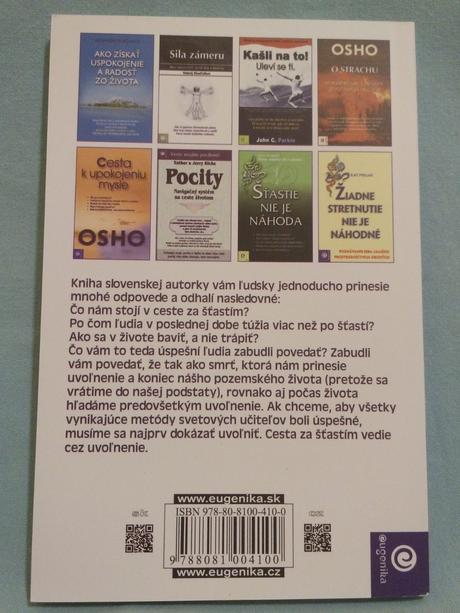 AKO ZÍSKAŤ
USPOKOJENIE
A RADOSŤ
ZO ŽIVOTA
Sila zámeru
Kašli na to!
Uleví se ti.
John C. Parkin
OSHO
O STRACHU
Cesta
k upokojeniu
mysle
OSHO
Pocity
Navigačný systém
na ceste životom
ŠŤASTIE
NIE JE
NÁHODA
ŽIADNE
STRETNUTIE
NIE JE
NÁHODNÉ
Kniha slovenskej autorky vám ľudsky jednoducho prinesie
mnohé odpovede a odhalí nasledovné:
Čo nám stojí v ceste za šťastím?
Po čom ľudia v poslednej dobe túžia viac než po šťastí?
Ako sa v živote baviť, a nie trápiť?
Čo vám to teda úspešní ľudia zabudli povedať? Zabudli
vám povedať, že tak ako smrť, ktorá nám prinesie
uvoľnenie a koniec nášho pozemského života (pretože sa
vrátime do našej podstaty), rovnako aj počas života
hľadáme predovšetkým uvoľnenie. Ak chceme, aby všetky
vynikajúce metódy svetových učiteľov boli úspešné,
musíme sa najprv dokázať uvoľniť. Cesta za šťastím vedie
cez uvoľnenie.
www.eugenika.sk
sk
ISBN 978-80-8100-410-0
cz
9 788081 004100
www.eugenika.cz
eugenika